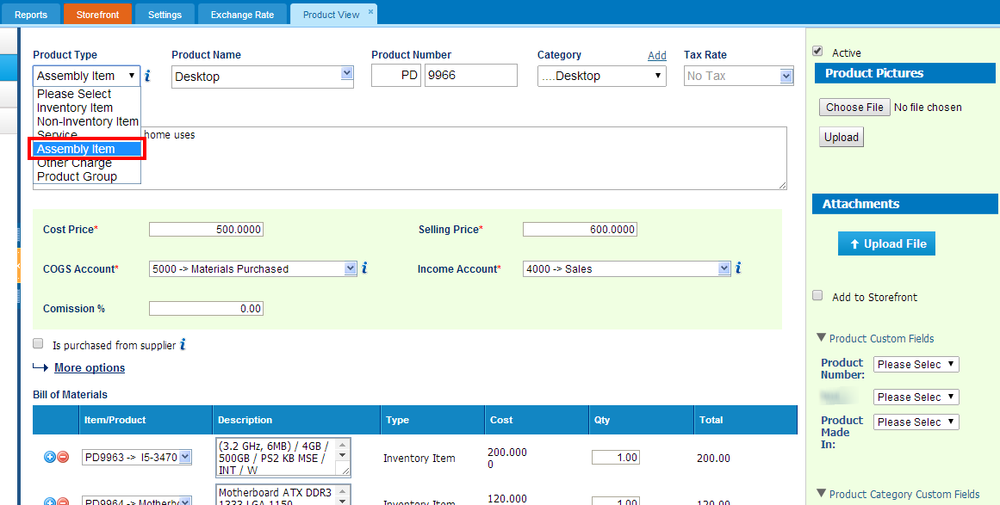 Reports Storefront Settings Exchange Rate Product View ×
Product Type Product Name Product Number Category Add Tax Rate
Assembly Item i Desktop PD 9966 ....Desktop No Tax
Please Select
Inventory Item
Non-Inventory Item
Service
home uses
Assembly Item
Other Charge
Product Group
Cost Price* 500.0000 Selling Price* 600.0000
COGS Account* 5000 -> Materials Purchased i Income Account* 4000 -> Sales i
Comission % 0.00
Is purchased from supplier i
More options
Bill of Materials
Item/Product Description Type Cost Qty Total
PD9963 -> I5-3470 (3.2 GHz, 6MB) / 4GB /
500GB / PS2 KB MSE /
INT / W
Inventory Item 200.000
0 1.00 200.00
PD9964 -> Motherb Motherboard ATX DDR3
1333 LGA 1150
Inventory Item 120.000 1.00 120.00
Active
Product Pictures
Choose File No file chosen
Upload
Attachments
Upload File
Add to Storefront
Product Custom Fields
Product
Number: Please Selec
Please Selec
Product
Made
In: Please Selec
Product Category Custom Fields